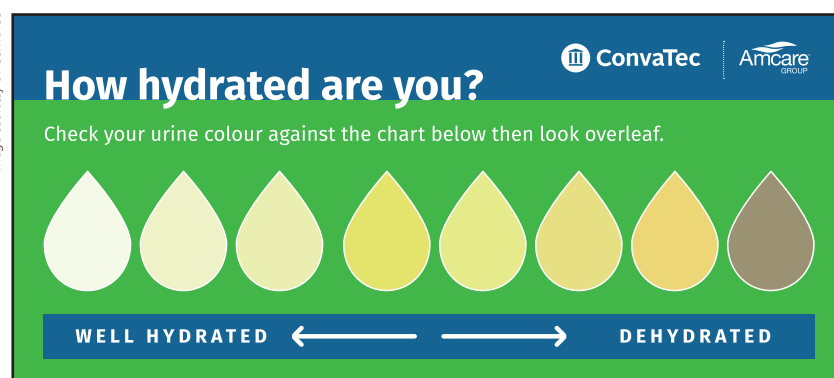 ConvaTec
Amcare
GROUP
How hydrated are you?
Check your urine colour against the chart below then look overleaf.
WELL HYDRATED
DEHYDRATED